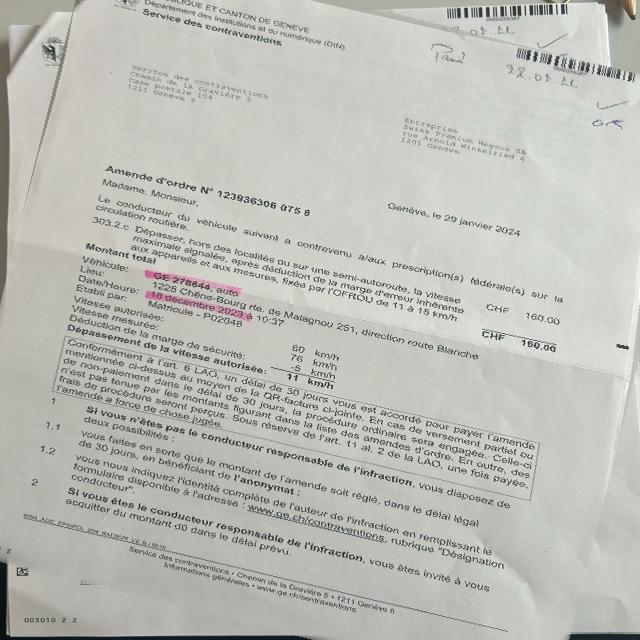 RÉPUBLIQUE ET CANTON DE GENÈVE
Département des institutions et du numérique (DIN)
Service des contraventions
0000258367
Payé
22.02.24
Service des contraventions
Chemin de la Gravière 5
Case postale 104
1211 Genève 8
Entreprise
Swiss Premium Negoce SA
rue Arnold Winkelried 6
1201 Genève
Amende d'ordre N° 123936306 075 8
Genève, le 29 janvier 2024
Madame, Monsieur,
Le conducteur du véhicule suivant a contrevenu a/aux prescription(s) fédérale(s) sur la
circulation routière.
303.2.c Dépasser, hors des localités ou sur une semi-autoroute, la vitesse
maximale signalée, après déduction de la marge d'erreur inhérente
aux appareils et aux mesures, fixée par l'OFROU de 11 à 15 km/h
CHF 160.00
Montant total
CHF 160.00
Véhicule: GE 278644, auto
Lieu: 1225 Chêne-Bourg rte. de Malagnou 251, direction route Blanche
Date/Heure: 18 décembre 2023 à 10:37
Etabli par: Matricule - P0204B
Vitesse autorisée: 60 km/h
Vitesse mesurée: 76 km/h
Déduction de la marge de sécurité: -5 km/h
Dépassement de la vitesse autorisée: 11 km/h
Conformément à l'art. 6 LAO, un délai de 30 jours vous est accordé pour payer l'amende
mentionnée ci-dessus au moyen de la QR-facture ci-jointe. En cas de versement partiel ou
de non-paiement dans le délai de 30 jours, la procédure ordinaire sera engagée. Celle-ci
n'est pas tenue par les montants figurant dans la liste des amendes d'ordre. En outre, des
frais de procédure seront perçus. Sous réserve de l'art. 11 al. 2 de la LAO, une fois payée,
l'amende a force de chose jugée.
1 Si vous n'êtes pas le conducteur responsable de l'infraction, vous disposez de
deux possibilités :
1.1 vous faites en sorte que le montant de l'amende soit réglé, dans le délai légal
de 30 jours, en bénéficiant de l'anonymat ;
1.2 vous nous indiquez l'identité complète de l'auteur de l'infraction en remplissant le
formulaire disponible à l'adresse : www.ge.ch/contraventions, rubrique "Désignation
conducteur".
2 Si vous êtes le conducteur responsable de l'infraction, vous êtes invité à vous
acquitter du montant dû dans le délai prévu.
Service des contraventions • Chemin de la Gravière 5 • 1211 Genève 8
Informations générales • www.ge.ch/contraventions
003010 2 2